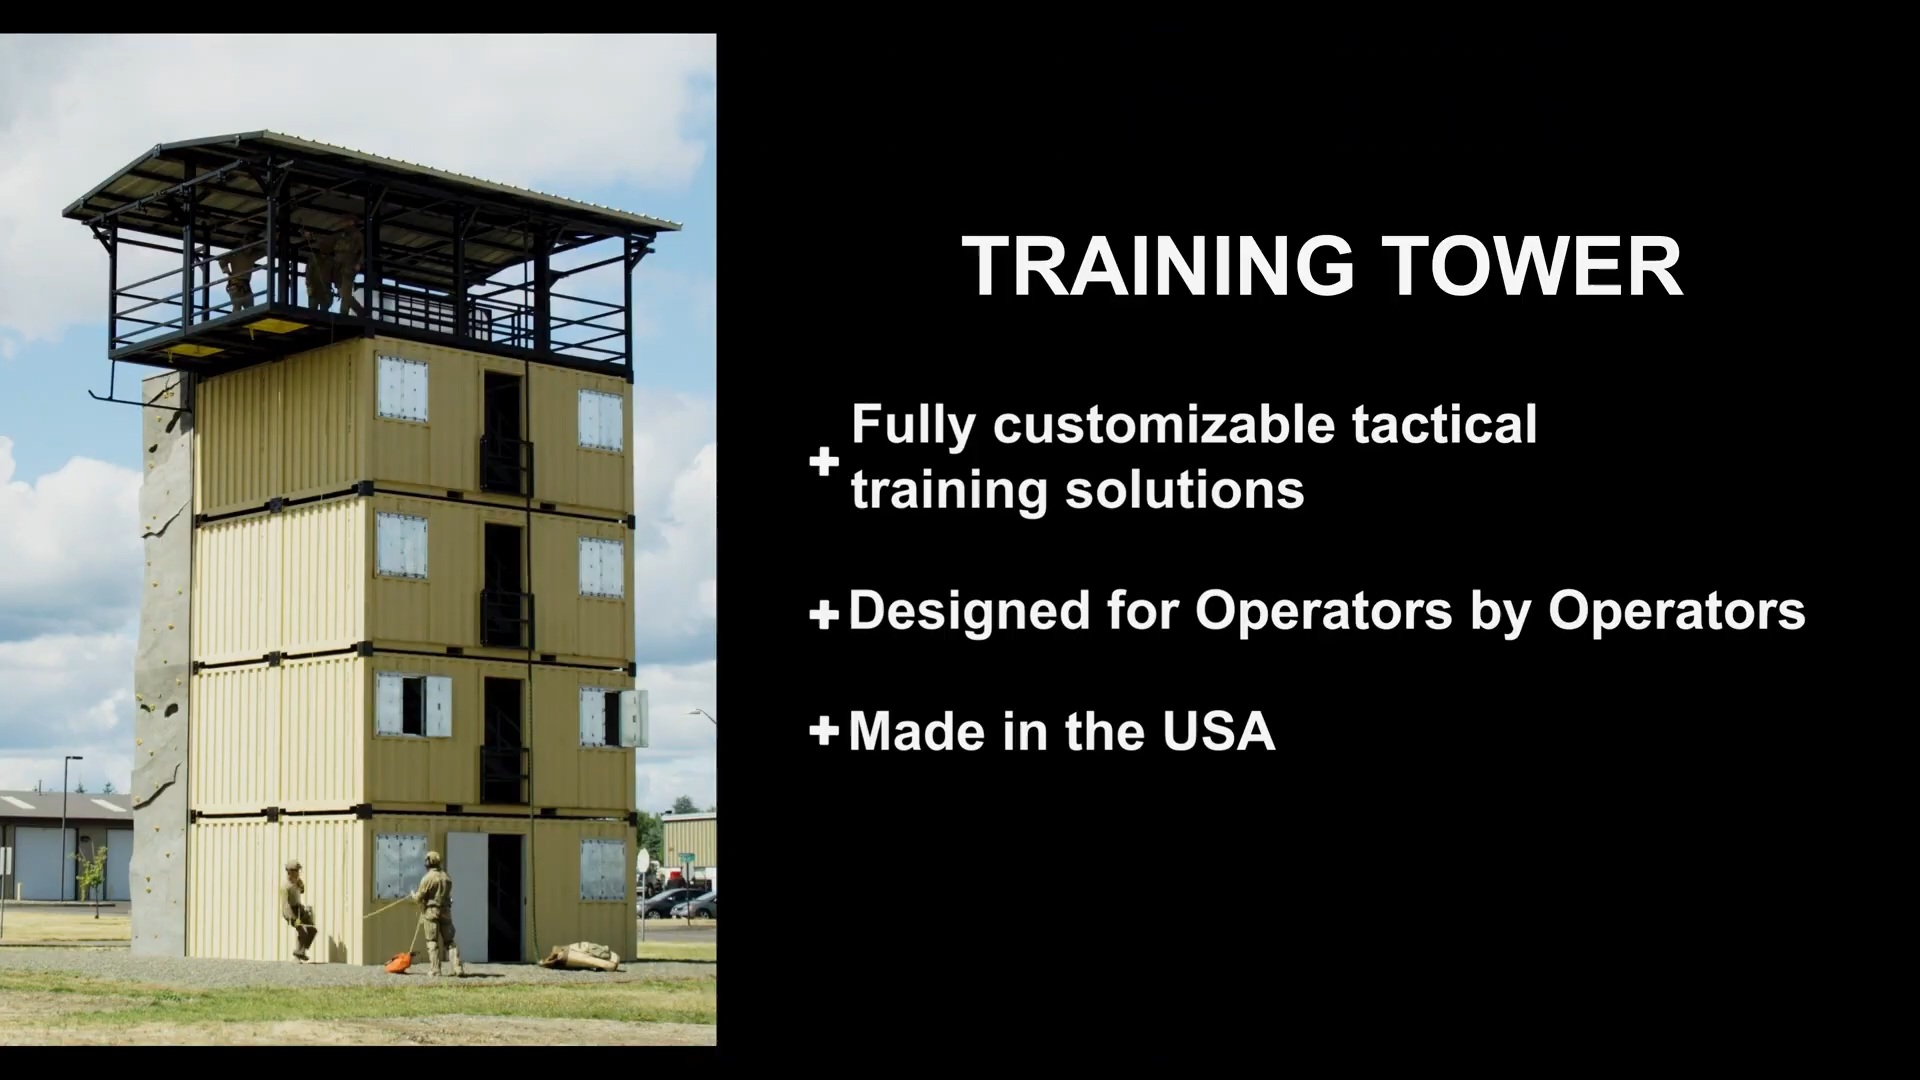 TRAINING TOWER
+ Fully customizable tactical
training solutions
+ Designed for Operators by Operators
+ Made in the USA